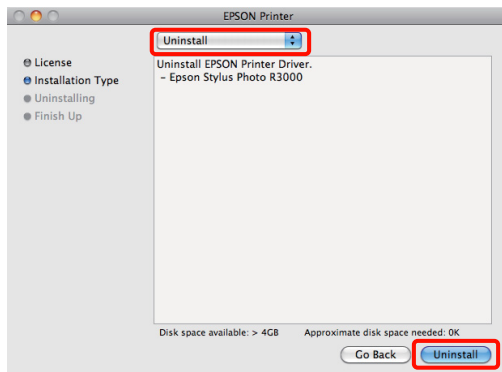 EPSON Printer
Uninstall
License
Installation Type
Uninstalling
Finish Up
Uninstall EPSON Printer Driver.
– Epson Stylus Photo R3000
Disk space available: > 4GB Approximate disk space needed: 0K
Go Back Uninstall